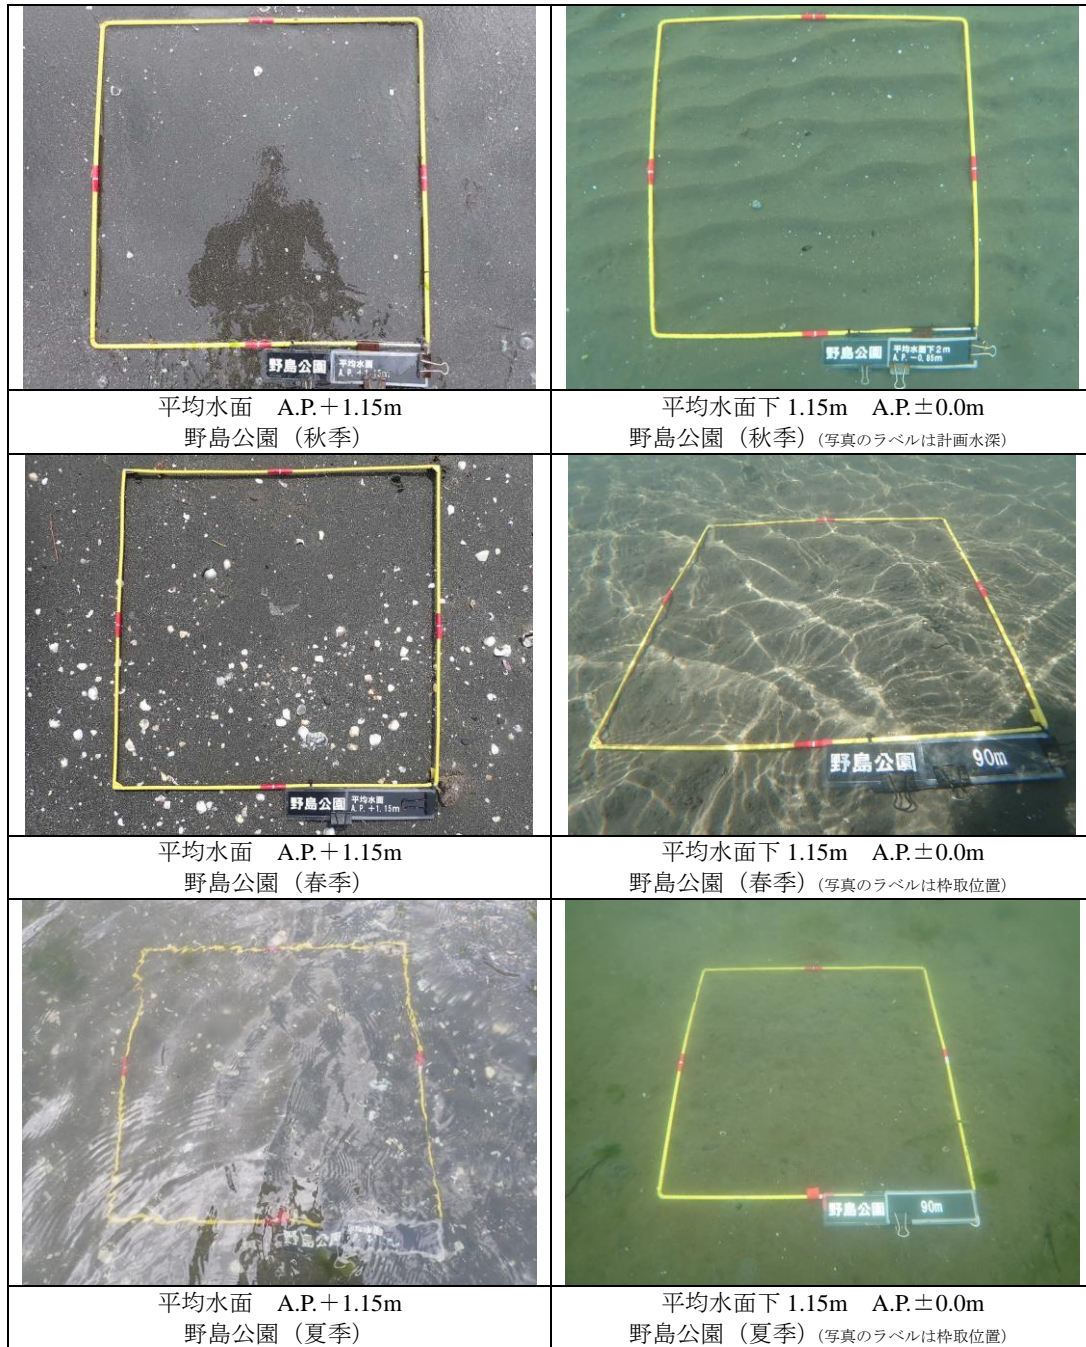 野島公園
平均水面
A.P.+1.15m
野島公園
平均水面下2m
A.P.-0.85m
平均水面 A.P.+1.15m
野島公園(秋季)
平均水面下 1.15m A.P.±0.0m
野島公園(秋季)(写真のラベルは計画水深)
野島公園
平均水面
A.P.+1.15m
野島公園
90m
平均水面 A.P.+1.15m
野島公園(春季)
平均水面下 1.15m A.P.±0.0m
野島公園(春季)(写真のラベルは枠取位置)
野島公園
野島公園
90m
平均水面 A.P.+1.15m
野島公園(夏季)
平均水面下 1.15m A.P.±0.0m
野島公園(夏季)(写真のラベルは枠取位置)